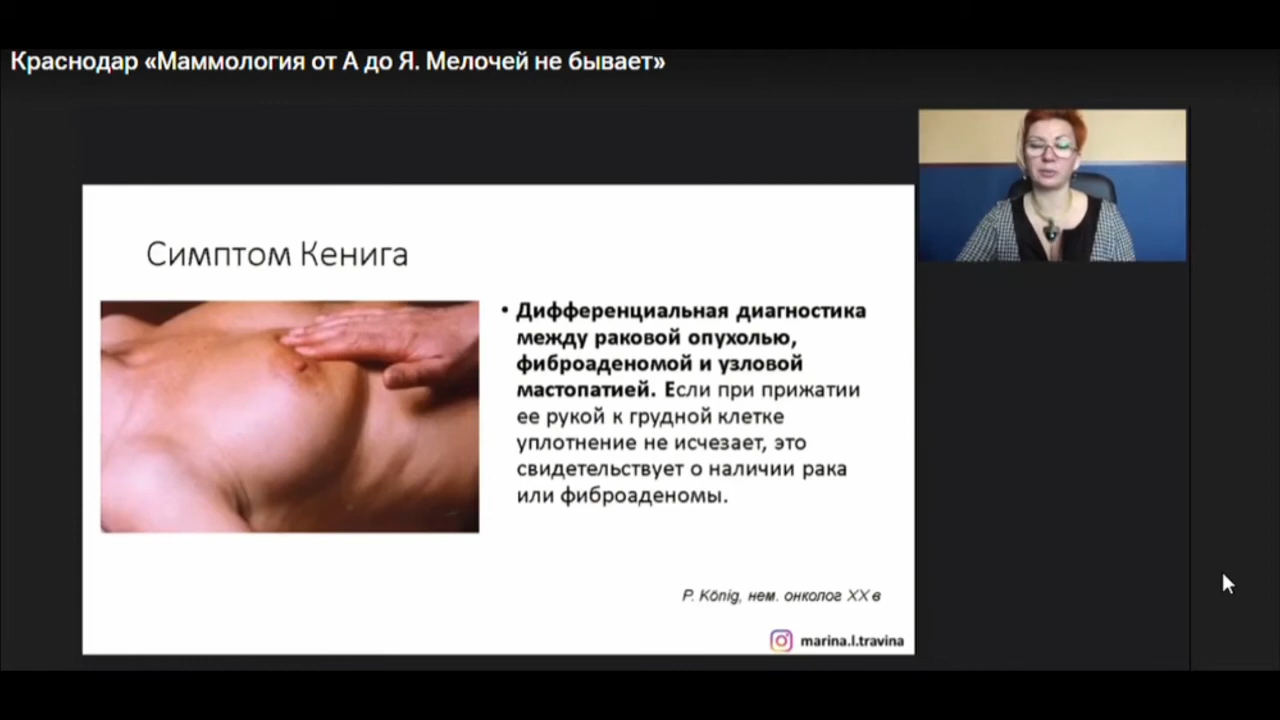 Краснодар «Маммология от А до Я. Мелочей не бывает»
Симптом Кенига
• Дифференциальная диагностика
между раковой опухолью,
фиброаденомой и узловой
мастопатией. Если при прижатии
ее рукой к грудной клетке
уплотнение не исчезает, это
свидетельствует о наличии рака
или фиброаденомы.
P. König, нем. онколог XX в
marina.l.travina